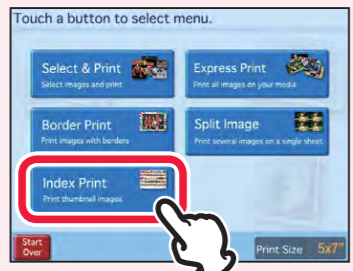 Touch a button to select menu.
Select & Print
Select images and print
Express Print
Print all images on your media
Border Print
Print images with borders
Split Image
Print several images on a single sheet
Index Print
Print thumbnail images
Start
Over
Print Size 5x7"